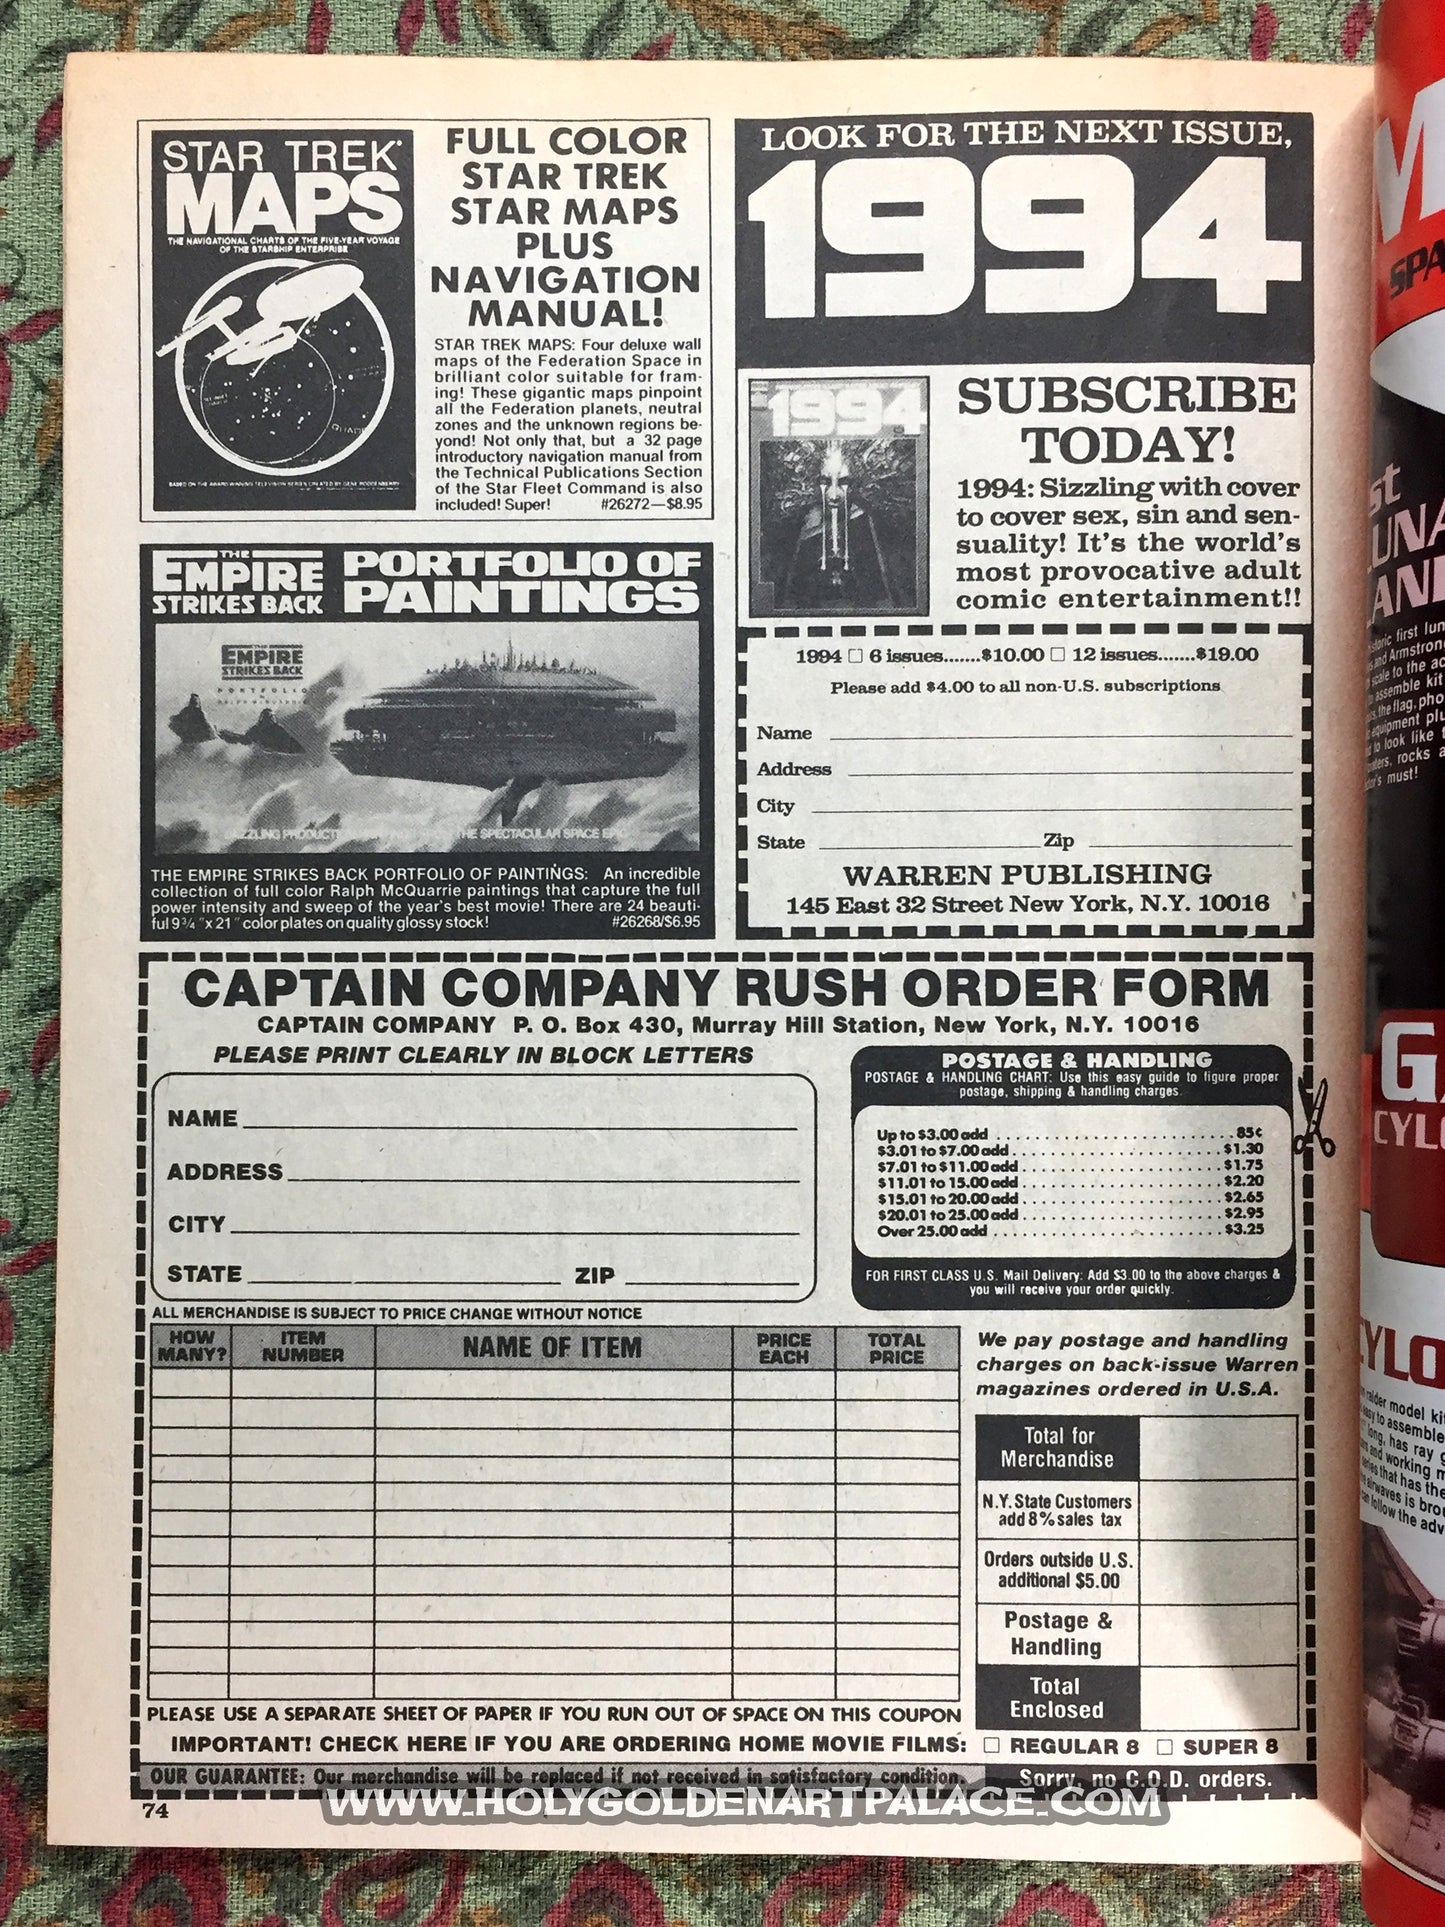 STAR TREK®
MAPS
THE NAVIGATIONAL CHARTS OF THE FIVE-YEAR VOYAGE
OF THE STARSHIP ENTERPRISE
BASED ON THE AWARD-WINNING TELEVISION SERIES CREATED BY GENE RODDENBERRY
FULL COLOR
STAR TREK
STAR MAPS
PLUS
NAVIGATION
MANUAL!
STAR TREK MAPS: Four deluxe wall
maps of the Federation Space in
brilliant color suitable for fram-
ing! These gigantic maps pinpoint
all the Federation planets, neutral
zones and the unknown regions be-
yond! Not only that, but a 32 page
introductory navigation manual from
the Technical Publications Section
of the Star Fleet Command is also
included! Super! #26272—$8.95
LOOK FOR THE NEXT ISSUE,
1994
1994
SUBSCRIBE
TODAY!
1994: Sizzling with cover
to cover sex, sin and sen-
suality! It's the world's
most provocative adult
comic entertainment!!
1994 □ 6 issues.......$10.00 □ 12 issues.......$19.00
Please add $4.00 to all non-U.S. subscriptions
Name
Address
City
State Zip
WARREN PUBLISHING
145 East 32 Street New York, N.Y. 10016
THE
EMPIRE
STRIKES BACK
PORTFOLIO OF
PAINTINGS
THE
EMPIRE
STRIKES BACK
PORTFOLIO
RALPH MCQUARRIE
THE SPECTACULAR SPACE EPIC
THE EMPIRE STRIKES BACK PORTFOLIO OF PAINTINGS: An incredible
collection of full color Ralph McQuarrie paintings that capture the full
power intensity and sweep of the year's best movie! There are 24 beauti-
ful 9¾"x 21" color plates on quality glossy stock! #26268/$6.95
CAPTAIN COMPANY RUSH ORDER FORM
CAPTAIN COMPANY P. O. Box 430, Murray Hill Station, New York, N.Y. 10016
PLEASE PRINT CLEARLY IN BLOCK LETTERS
NAME
ADDRESS
CITY
STATE ZIP
POSTAGE & HANDLING
POSTAGE & HANDLING CHART: Use this easy guide to figure proper
postage, shipping & handling charges.
Up to $3.00 add . . . . . . . . . . 85¢
$3.01 to $7.00 add . . . . . . . . . . $1.30
$7.01 to $11.00 add . . . . . . . . . . $1.75
$11.01 to 15.00 add . . . . . . . . . . $2.20
$15.01 to 20.00 add . . . . . . . . . . $2.65
$20.01 to 25.00 add . . . . . . . . . . $2.95
Over 25.00 add . . . . . . . . . . $3.25
FOR FIRST CLASS U.S. Mail Delivery: Add $3.00 to the above charges &
you will receive your order quickly.
ALL MERCHANDISE IS SUBJECT TO PRICE CHANGE WITHOUT NOTICE
HOW MANY? ITEM NUMBER NAME OF ITEM PRICE EACH TOTAL PRICE
We pay postage and handling
charges on back-issue Warren
magazines ordered in U.S.A.
Total for
Merchandise
N.Y. State Customers
add 8% sales tax
Orders outside U.S.
additional $5.00
Postage &
Handling
Total
Enclosed
PLEASE USE A SEPARATE SHEET OF PAPER IF YOU RUN OUT OF SPACE ON THIS COUPON
IMPORTANT! CHECK HERE IF YOU ARE ORDERING HOME MOVIE FILMS: □ REGULAR 8 □ SUPER 8
OUR GUARANTEE: Our merchandise will be replaced if not received in satisfactory condition.
Sorry, no C.O.D. orders.
74
WWW.HOLYGOLDENARTPALACE.COM